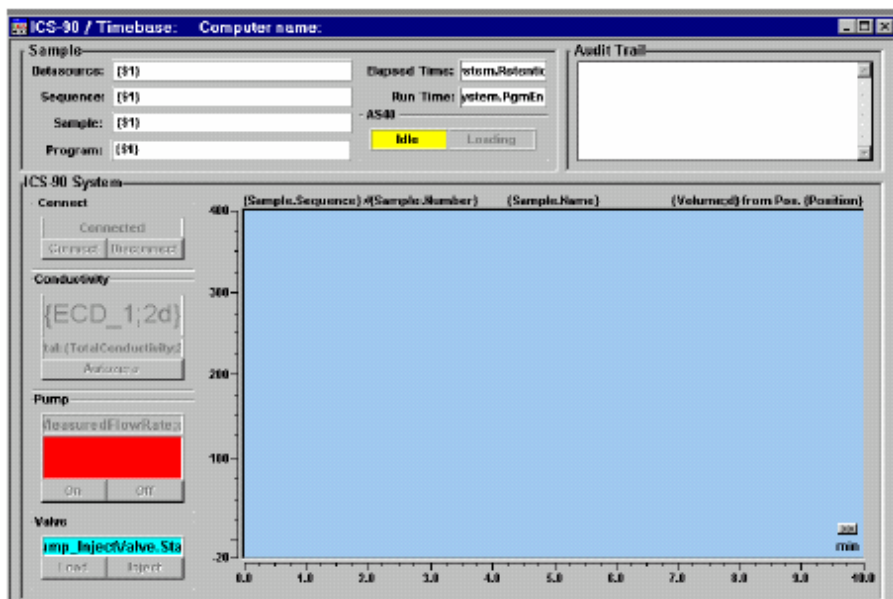 ICS-90 / Timebase: Computer name:
Sample
Datasource: {$1}
Sequence: {$1}
Sample: {$1}
Program: {$1}
Elapsed Time: stem.Retentic
Run Time: ystem.PgmEn
AS40
Idle Loading
Audit Trail
ICS-90 System
Connect
Connected
Connect Disconnect
Conductivity
{ECD_1;2d}
tal: {TotalConductivity:2
Autozero
Pump
MeasuredFlowRate;
On Off
Valve
ump_InjectValve.Sta
Load Inject
{Sample.Sequence} #{Sample.Number} {Sample.Name} {Volume;d} from Pos. {Position}
400
300
200
100
-20
min
0.0 1.0 2.0 3.0 4.0 5.0 6.0 7.0 8.0 9.0 10.0